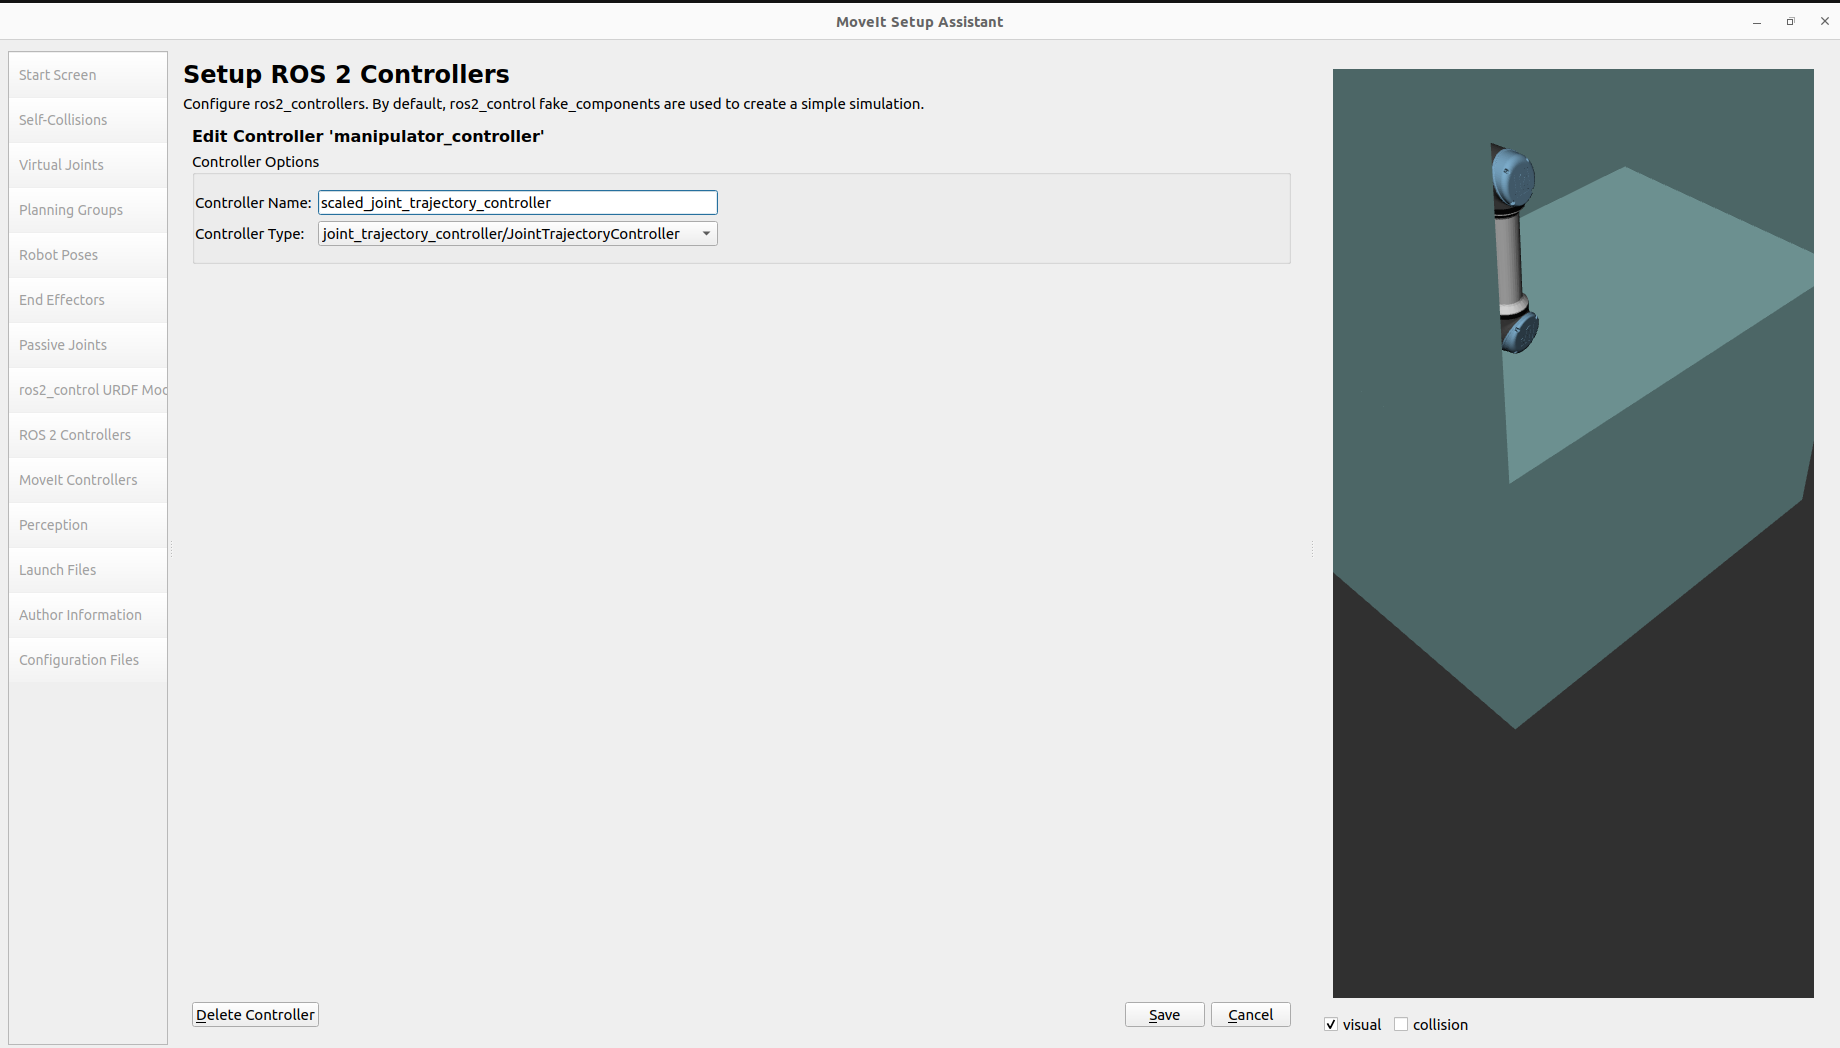 MoveIt Setup Assistant
Start Screen
Self-Collisions
Virtual Joints
Planning Groups
Robot Poses
End Effectors
Passive Joints
ros2_control URDF Moc
ROS 2 Controllers
MoveIt Controllers
Perception
Launch Files
Author Information
Configuration Files
Setup ROS 2 Controllers
Configure ros2_controllers. By default, ros2_control fake_components are used to create a simple simulation.
Edit Controller 'manipulator_controller'
Controller Options
Controller Name: scaled_joint_trajectory_controller
Controller Type: joint_trajectory_controller/JointTrajectoryController
Delete Controller
Save
Cancel
visual
collision